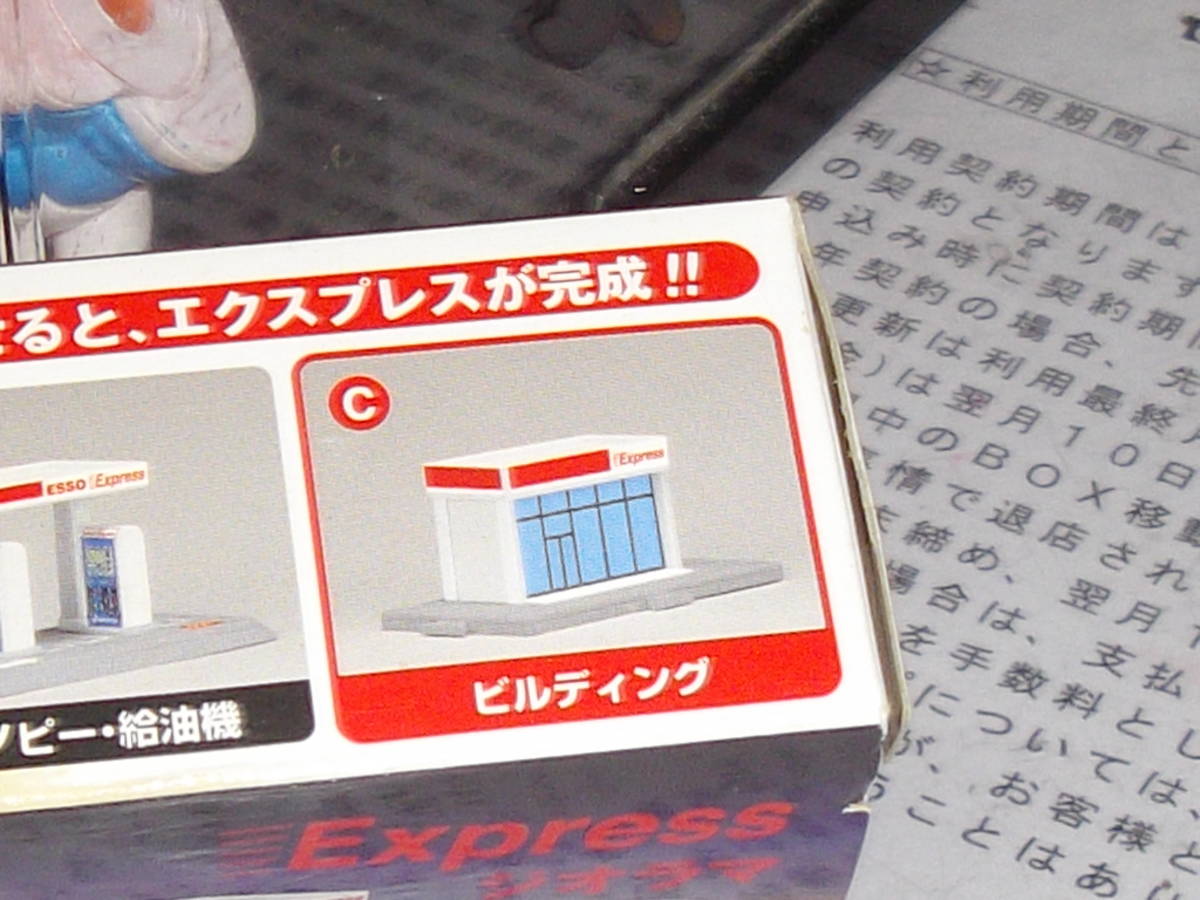 ると、エクスプレスが完成!!
C
Express
ESSO Express
ビルディング
ピー・給油機
Express
ジオラマ
☆利用期間と
利用契約期間は
の契約となります
申込み時に契約期
年契約の場合、先
更新は利用最終
)は翌月10日
中のBOX移動
情で退店され
締め、翌月
場合は、支払
を手数料とし
については、
が、お客様と
ことはあり